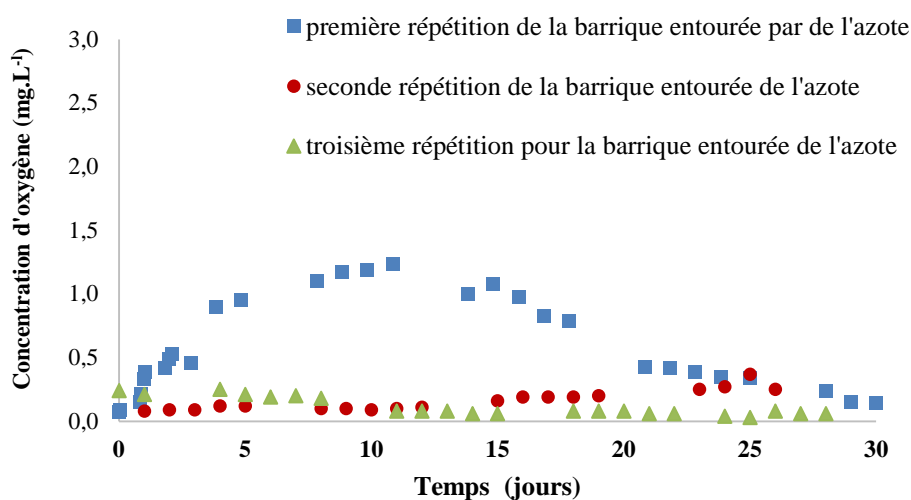 première répétition de la barrique entourée par de l'azote
seconde répétition de la barrique entourée de l'azote
troisième répétition pour la barrique entourée de l'azote
Concentration d'oxygène (mg.L-1)
3,0
2,5
2,0
1,5
1,0
0,5
0,0
0 5 10 15 20 25 30
Temps (jours)